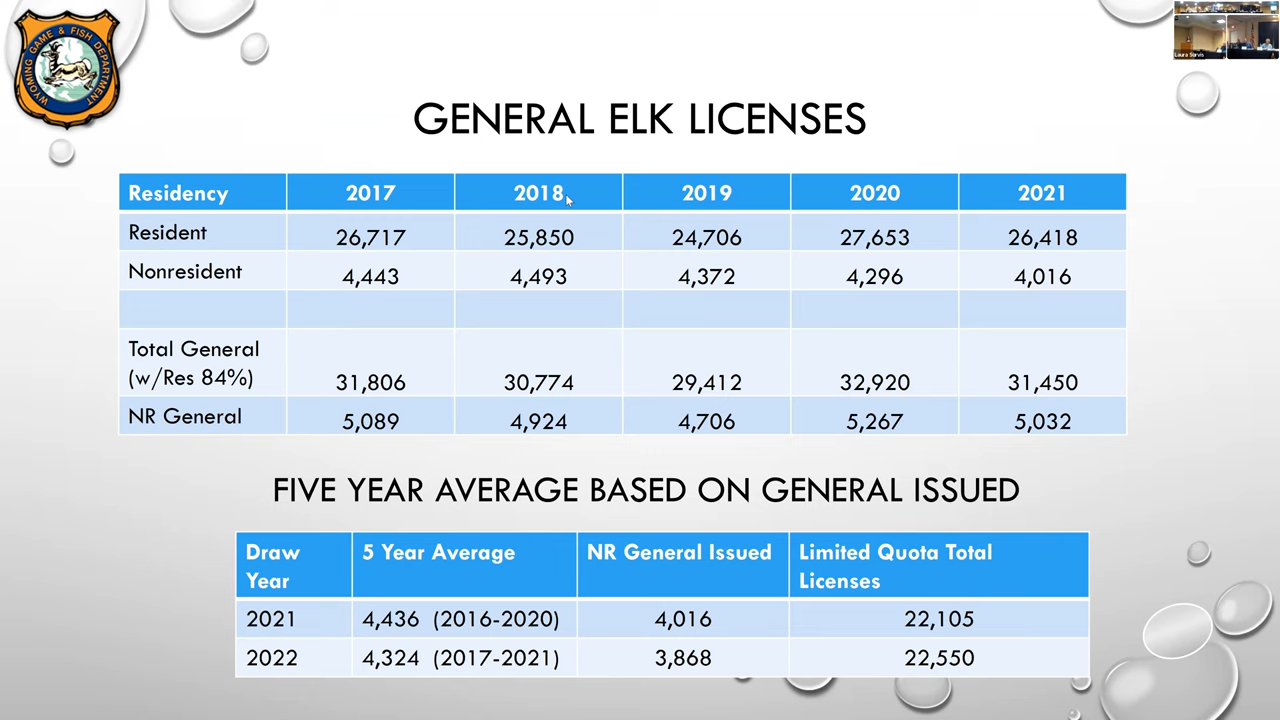 WYOMING GAME & FISH DEPARTMENT
Laura Sorvis
GENERAL ELK LICENSES
Residency 2017 2018 2019 2020 2021
Resident 26,717 25,850 24,706 27,653 26,418
Nonresident 4,443 4,493 4,372 4,296 4,016
Total General
(w/Res 84%) 31,806 30,774 29,412 32,920 31,450
NR General 5,089 4,924 4,706 5,267 5,032
FIVE YEAR AVERAGE BASED ON GENERAL ISSUED
Draw 5 Year Average NR General Issued Limited Quota Total
Year Licenses
2021 4,436 (2016-2020) 4,016 22,105
2022 4,324 (2017-2021) 3,868 22,550